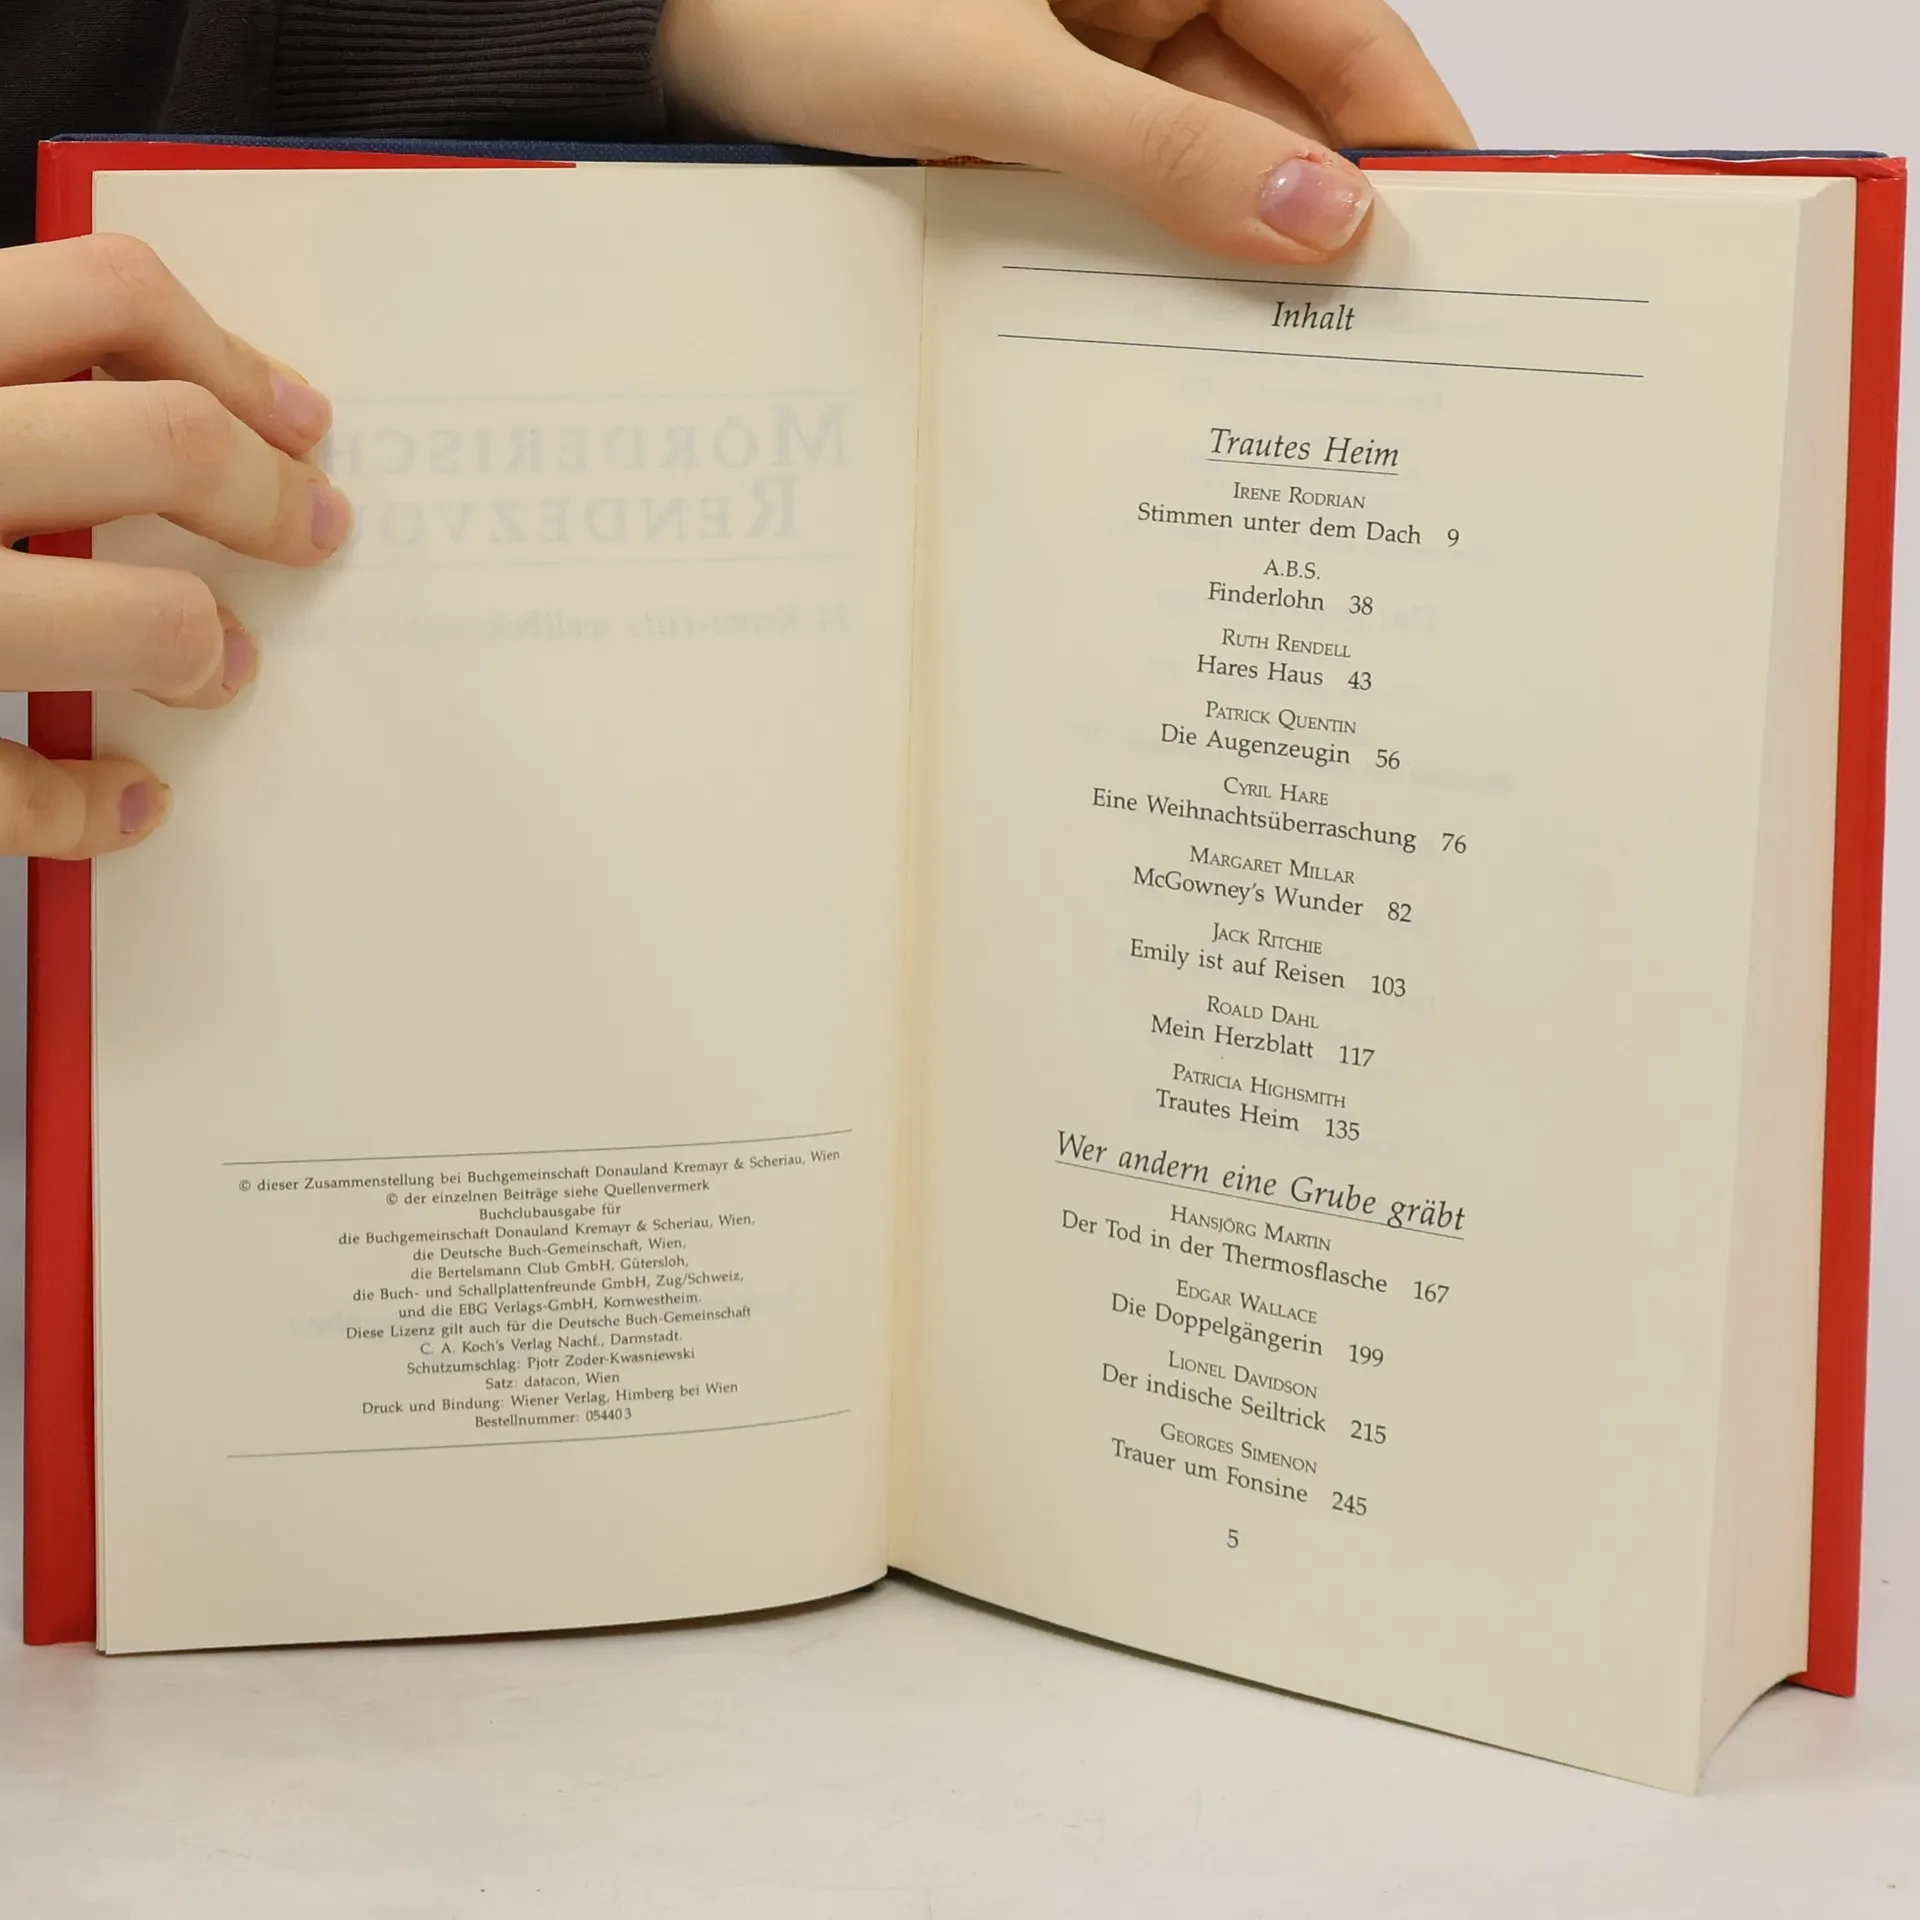 © dieser Zusammenstellung bei Buchgemeinschaft Donauland Kremayr & Scheriau, Wien
© der einzelnen Beiträge siehe Quellenvermerk
Buchclubausgabe für
die Buchgemeinschaft Donauland Kremayr & Scheriau, Wien,
die Deutsche Buch-Gemeinschaft, Wien,
die Bertelsmann Club GmbH, Gütersloh,
die Buch- und Schallplattenfreunde GmbH, Zug/Schweiz,
und die EBG Verlags-GmbH, Kornwestheim.
Diese Lizenz gilt auch für die Deutsche Buch-Gemeinschaft
C. A. Koch's Verlag Nachf., Darmstadt.
Schutzumschlag: Pjotr Zoder-Kwasniewski
Satz: datacon, Wien
Druck und Bindung: Wiener Verlag, Himberg bei Wien
Bestellnummer: 05440 3
Inhalt
Trautes Heim
IRENE RODRIAN
Stimmen unter dem Dach 9
A.B.S.
Finderlohn 38
RUTH RENDELL
Hares Haus 43
PATRICK QUENTIN
Die Augenzeugin 56
CYRIL HARE
Eine Weihnachtsüberraschung 76
MARGARET MILLAR
McGowney's Wunder 82
JACK RITCHIE
Emily ist auf Reisen 103
ROALD DAHL
Mein Herzblatt 117
PATRICIA HIGHSMITH
Trautes Heim 135
Wer andern eine Grube gräbt
HANSJÖRG MARTIN
Der Tod in der Thermosflasche 167
EDGAR WALLACE
Die Doppelgängerin 199
LIONEL DAVIDSON
Der indische Seiltrick 215
GEORGES SIMENON
Trauer um Fonsine 245
5